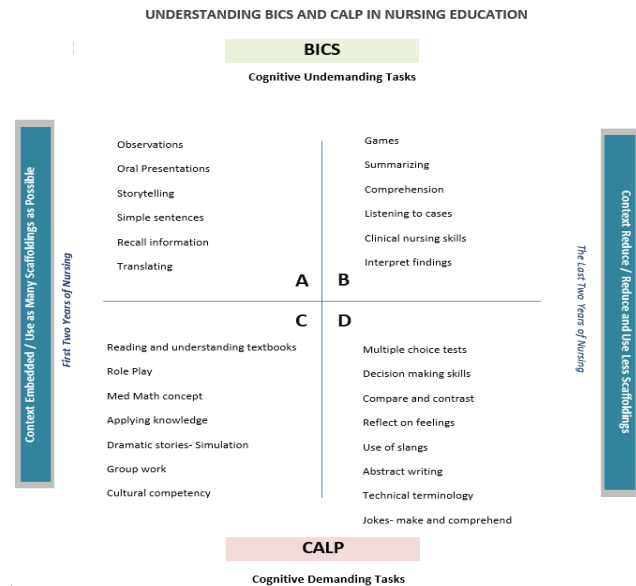 UNDERSTANDING BICS AND CALP IN NURSING EDUCATION
BICS
Cognitive Undemanding Tasks
Context Embedded / Use as Many Scaffoldings as Possible
First Two Years of Nursing
Observations
Oral Presentations
Storytelling
Simple sentences
Recall information
Translating
A
Games
Summarizing
Comprehension
Listening to cases
Clinical nursing skills
Interpret findings
B
C
Reading and understanding textbooks
Role Play
Med Math concept
Applying knowledge
Dramatic stories- Simulation
Group work
Cultural competency
D
Multiple choice tests
Decision making skills
Compare and contrast
Reflect on feelings
Use of slangs
Abstract writing
Technical terminology
Jokes- make and comprehend
The Last Two Years of Nursing
Context Reduce / Reduce and Use Less Scaffoldings
CALP
Cognitive Demanding Tasks